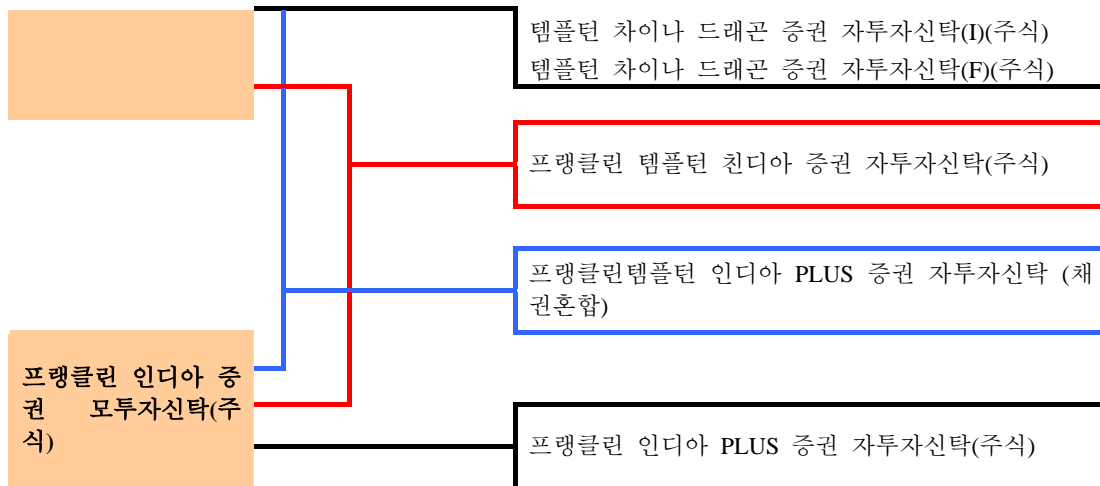 템플턴 차이나 드래곤 증권 자투자신탁(I)(주식)
템플턴 차이나 드래곤 증권 자투자신탁(F)(주식)
프랭클린 템플턴 친디아 증권 자투자신탁(주식)
프랭클린템플턴 인디아 PLUS 증권 자투자신탁 (채
권혼합)
프랭클린 인디아 증
권 모투자신탁(주
식)
프랭클린 인디아 PLUS 증권 자투자신탁(주식)